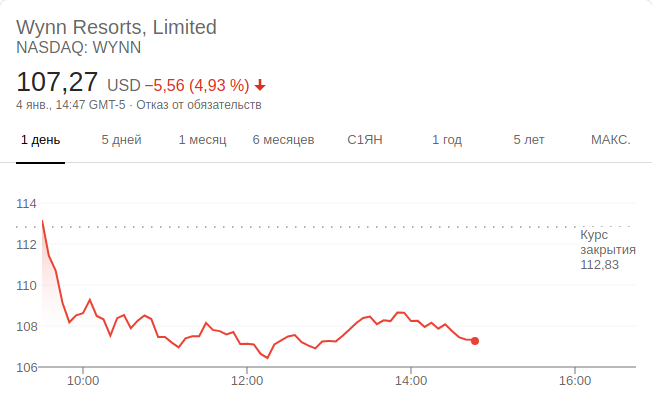 Wynn Resorts, Limited
NASDAQ: WYNN
107,27 USD −5,56 (4,93 %)
4 янв., 14:47 GMT-5 · Отказ от обязательств
1 день 5 дней 1 месяц 6 месяцев С1ЯН 1 год 5 лет МАКС.
114
112
110
108
106
Курс
закрытия
112,83
10:00 12:00 14:00 16:00